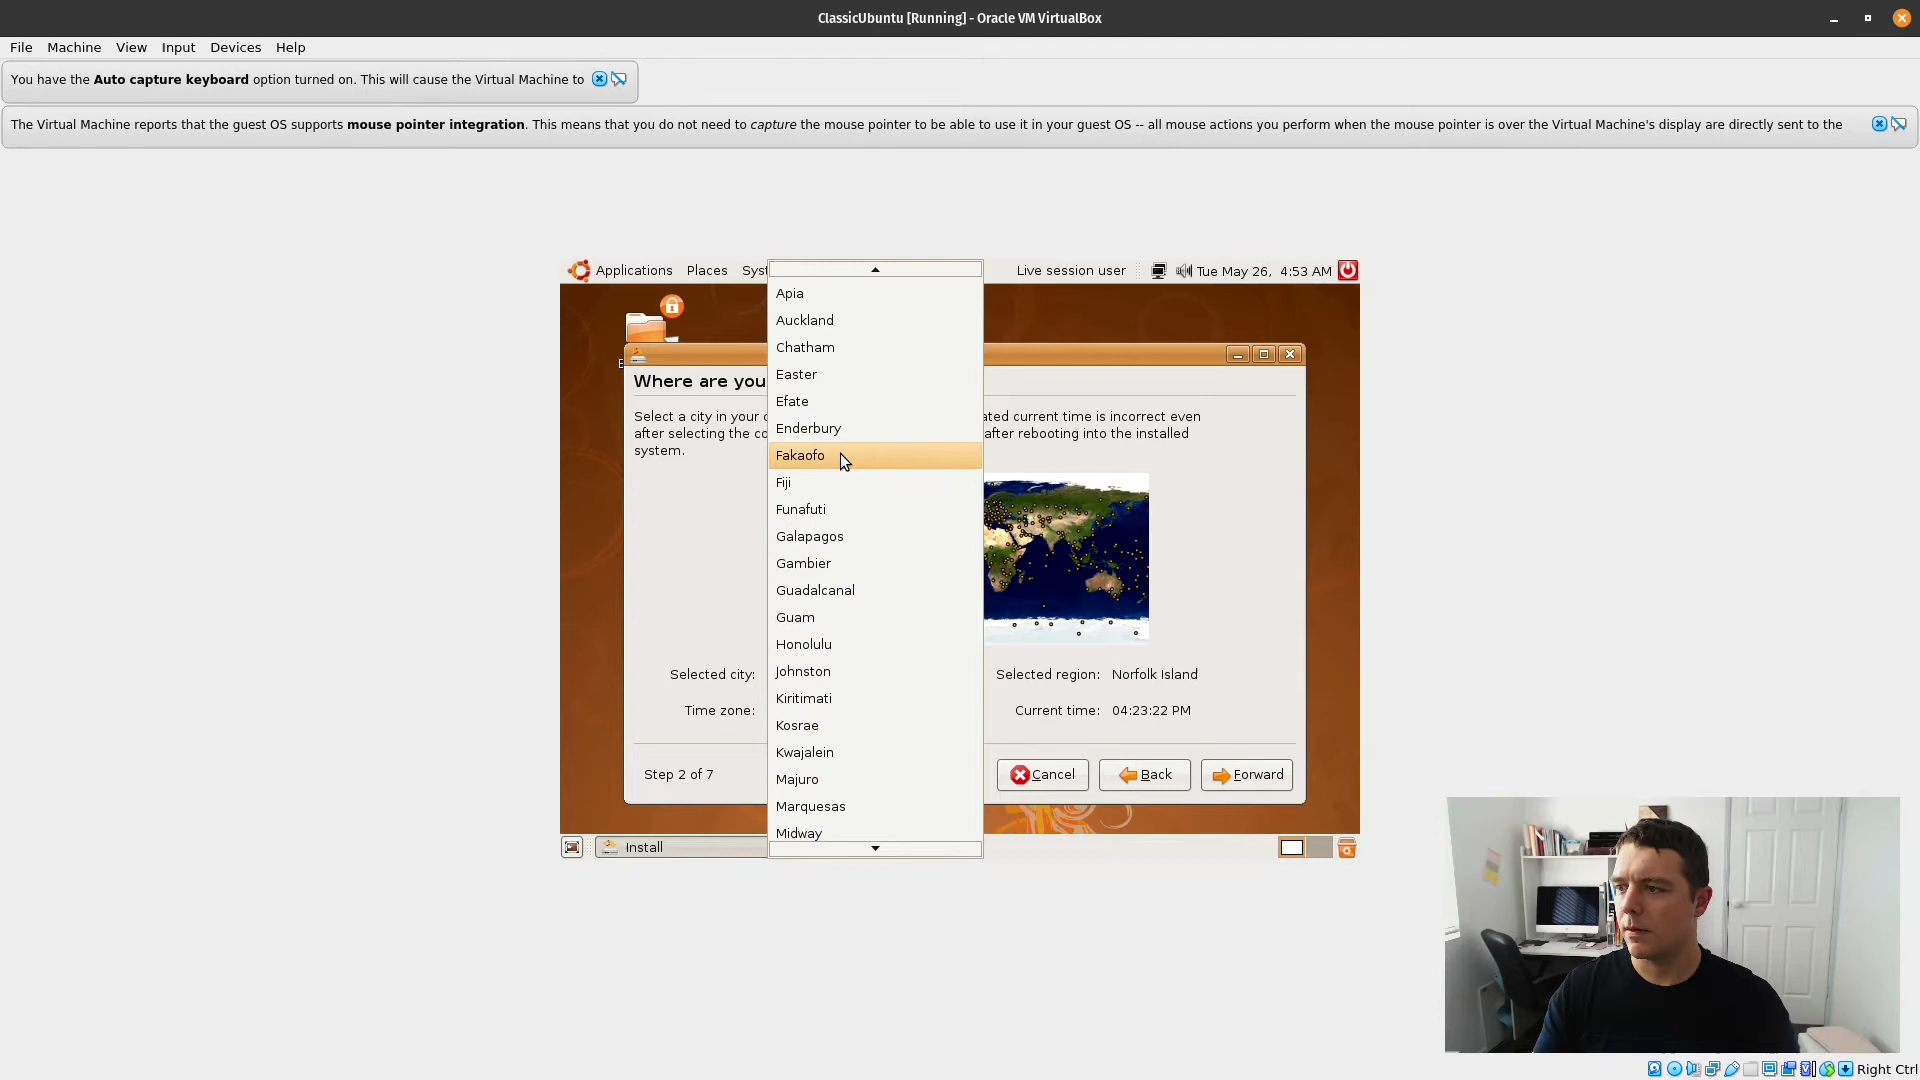 ClassicUbuntu [Running] - Oracle VM VirtualBox
File Machine View Input Devices Help
You have the Auto capture keyboard option turned on. This will cause the Virtual Machine to
The Virtual Machine reports that the guest OS supports mouse pointer integration. This means that you do not need to capture the mouse pointer to be able to use it in your guest OS -- all mouse actions you perform when the mouse pointer is over the Virtual Machine's display are directly sent to the
Applications Places Syst
Live session user Tue May 26, 4:53 AM
Apia
Auckland
Chatham
Easter
Efate
Enderbury
Fakaofo
Fiji
Funafuti
Galapagos
Gambier
Guadalcanal
Guam
Honolulu
Johnston
Kiritimati
Kosrae
Kwajalein
Majuro
Marquesas
Midway
Where are you
Select a city in your c
ated current time is incorrect even
after selecting the co
after rebooting into the installed
system.
Selected city:
Selected region: Norfolk Island
Time zone:
Current time: 04:23:22 PM
Step 2 of 7
Cancel Back Forward
Install
Right Ctrl